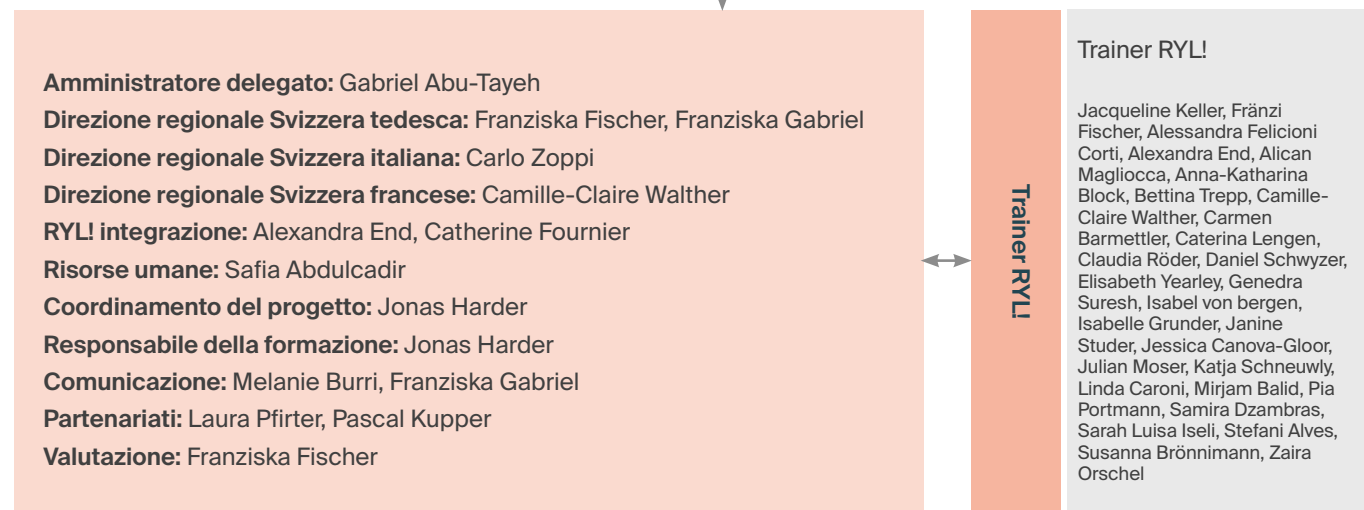 Amministratore delegato: Gabriel Abu-Tayeh
Direzione regionale Svizzera tedesca: Franziska Fischer, Franziska Gabriel
Direzione regionale Svizzera italiana: Carlo Zoppi
Direzione regionale Svizzera francese: Camille-Claire Walther
RYL! integrazione: Alexandra End, Catherine Fournier
Risorse umane: Safia Abdulcadir
Coordinamento del progetto: Jonas Harder
Responsabile della formazione: Jonas Harder
Comunicazione: Melanie Burri, Franziska Gabriel
Partenariati: Laura Pfirter, Pascal Kupper
Valutazione: Franziska Fischer
Trainer RYL!
Trainer RYL!
Jacqueline Keller, Fränzi
Fischer, Alessandra Felicioni
Corti, Alexandra End, Alican
Magliocca, Anna-Katharina
Block, Bettina Trepp, Camille-
Claire Walther, Carmen
Barmettler, Caterina Lengen,
Claudia Röder, Daniel Schwyzer,
Elisabeth Yearley, Genedra
Suresh, Isabel von bergen,
Isabelle Grunder, Janine
Studer, Jessica Canova-Gloor,
Julian Moser, Katja Schneuwly,
Linda Caroni, Mirjam Balid, Pia
Portmann, Samira Dzambras,
Sarah Luisa Iseli, Stefani Alves,
Susanna Brönnimann, Zaira
Orschel